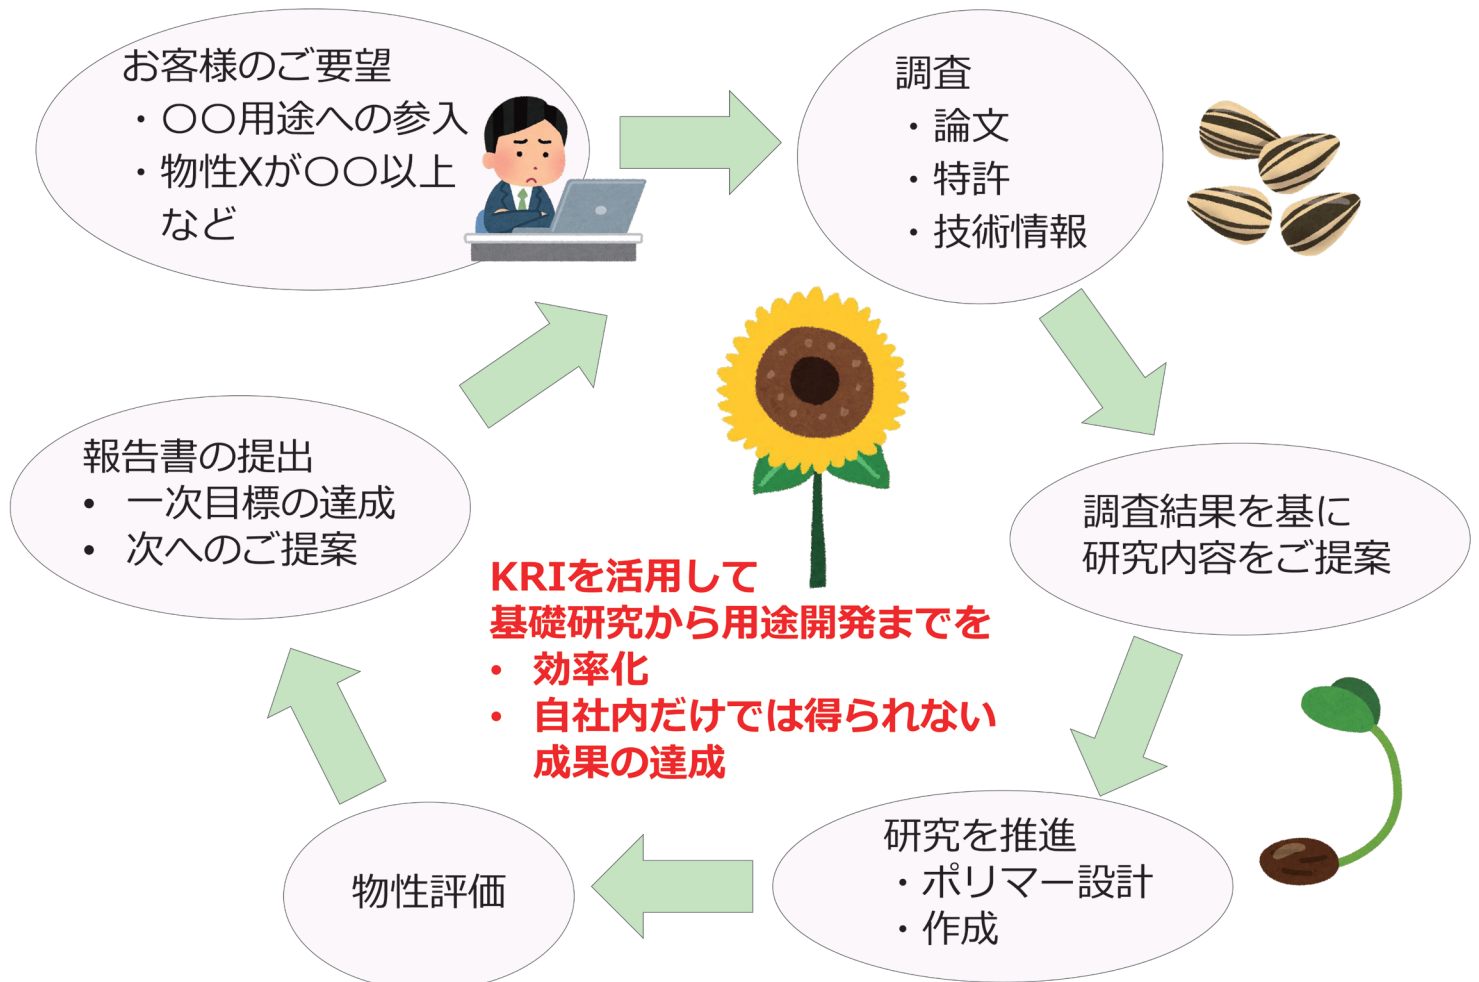 お客様のご要望
・〇〇用途への参入
・物性Xが〇〇以上
など
調査
・論文
・特許
・技術情報
調査結果を基に
研究内容をご提案
研究を推進
・ポリマー設計
・作成
物性評価
報告書の提出
• 一次目標の達成
• 次へのご提案
KRIを活用して
基礎研究から用途開発までを
• 効率化
• 自社内だけでは得られない
成果の達成